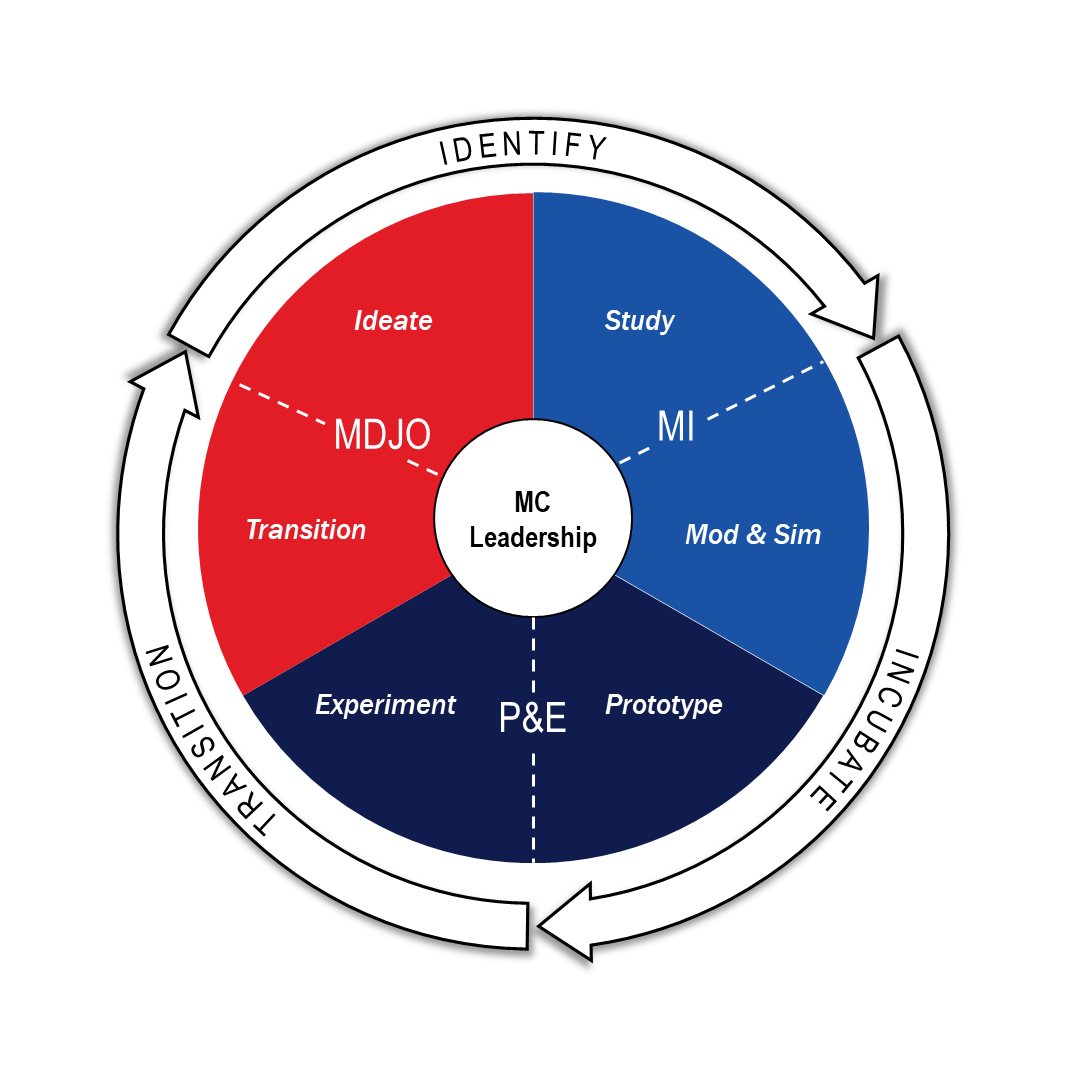 IDENTIFY
Ideate
Study
MDJO
MI
MC
Leadership
Transition
Mod & Sim
Experiment
P&E
Prototype
TRANSITION
INCUBATE